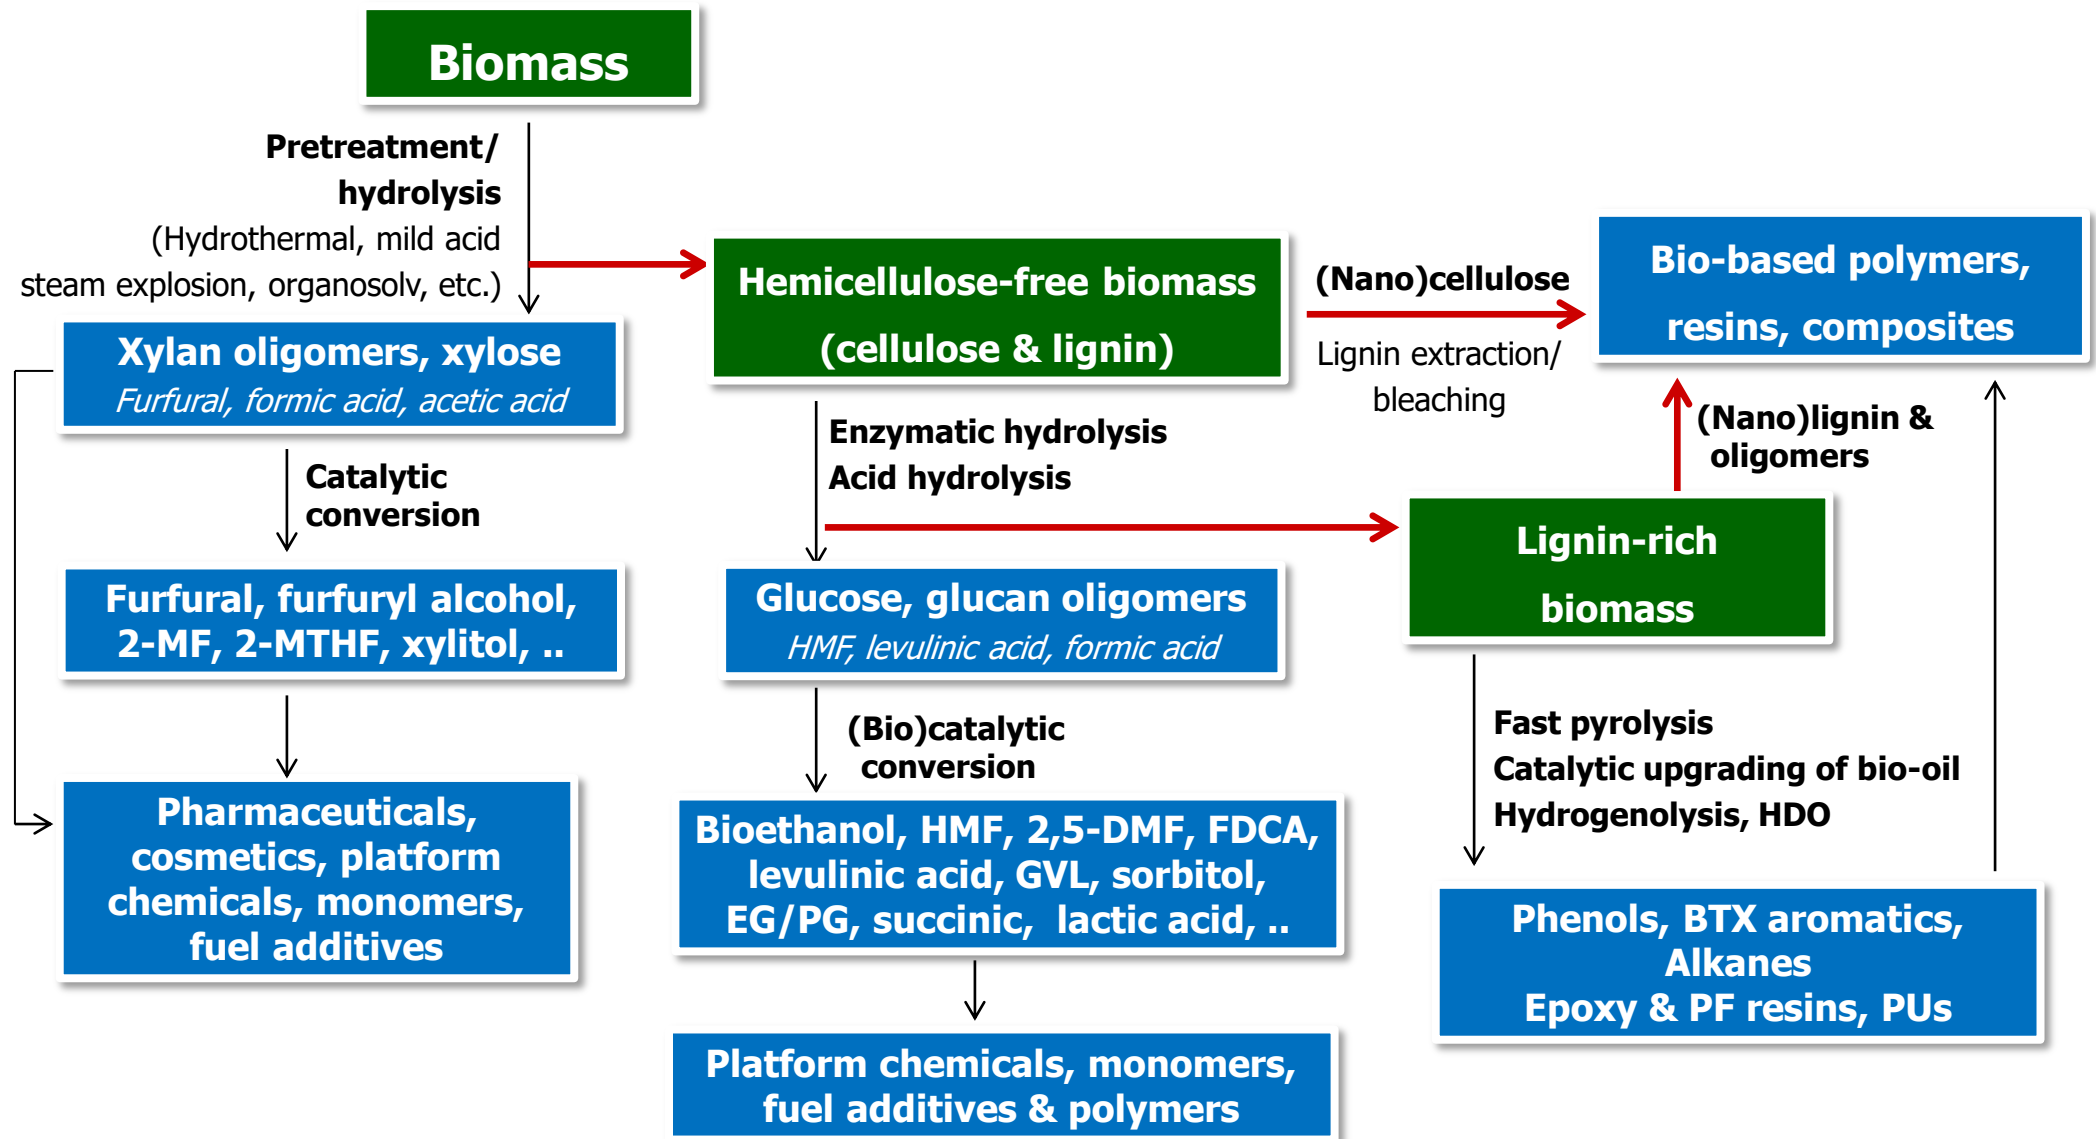 Biomass
Pretreatment/
hydrolysis
(Hydrothermal, mild acid
steam explosion, organosolv, etc.)
Hemicellulose-free biomass
(cellulose & lignin)
(Nano)cellulose
Lignin extraction/
bleaching
Bio-based polymers,
resins, composites
Xylan oligomers, xylose
Furfural, formic acid, acetic acid
Enzymatic hydrolysis
Acid hydrolysis
(Nano)lignin &
oligomers
Catalytic
conversion
Lignin-rich
biomass
Furfural, furfuryl alcohol,
2-MF, 2-MTHF, xylitol, ..
Glucose, glucan oligomers
HMF, levulinic acid, formic acid
(Bio)catalytic
conversion
Fast pyrolysis
Catalytic upgrading of bio-oil
Hydrogenolysis, HDO
Pharmaceuticals,
cosmetics, platform
chemicals, monomers,
fuel additives
Bioethanol, HMF, 2,5-DMF, FDCA,
levulinic acid, GVL, sorbitol,
EG/PG, succinic,  lactic acid, ..
Phenols, BTX aromatics,
Alkanes
Epoxy & PF resins, PUs
Platform chemicals, monomers,
fuel additives & polymers